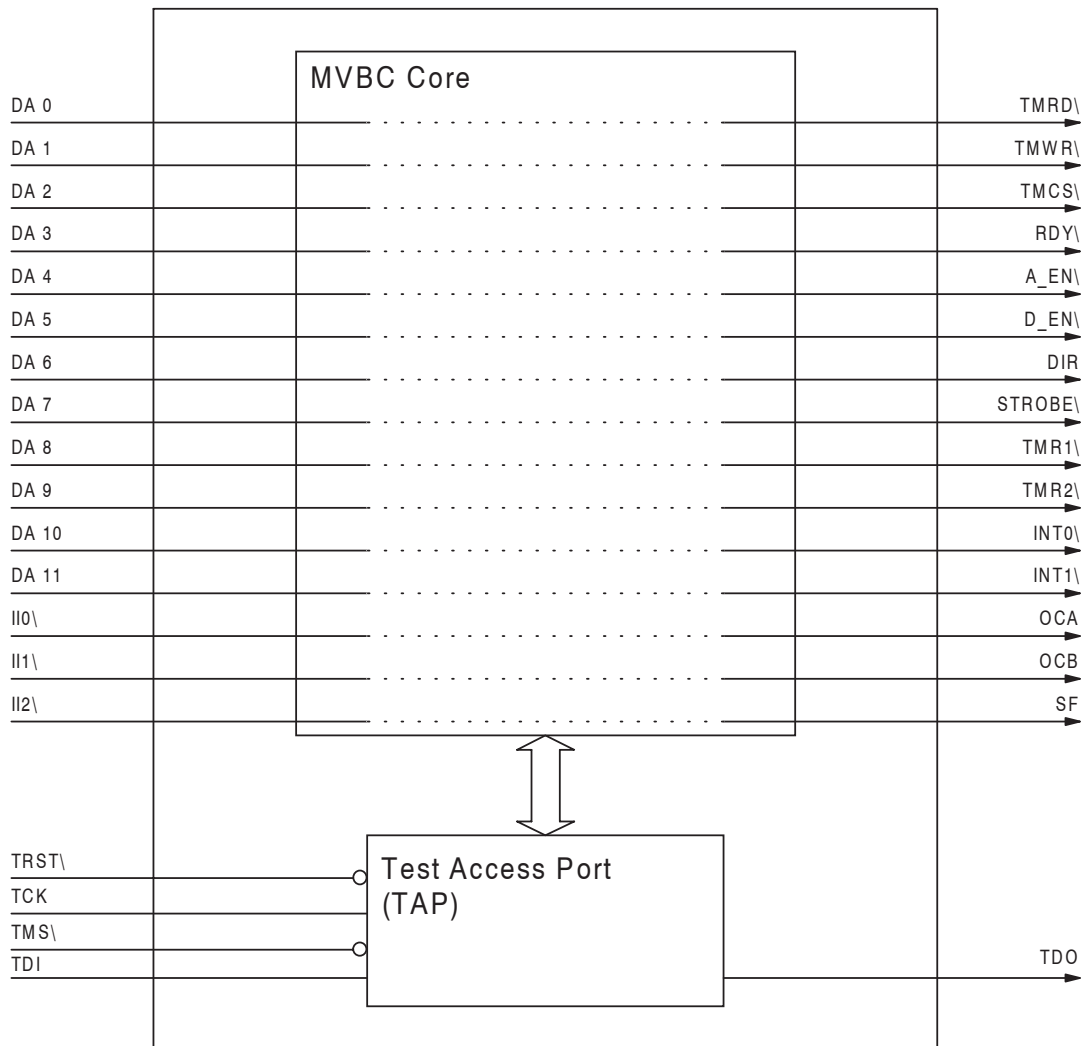 MVBC Core
DA 0
TMRD\
DA 1
TMWR\
DA 2
TMCS\
DA 3
RDY\
DA 4
A_EN\
DA 5
D_EN\
DA 6
DIR
DA 7
STROBE\
DA 8
TMR1\
DA 9
TMR2\
DA 10
INT0\
DA 11
INT1\
II0\
OCA
II1\
OCB
II2\
SF
TRST\
Test Access Port
(TAP)
TCK
TMS\
TDI
TDO